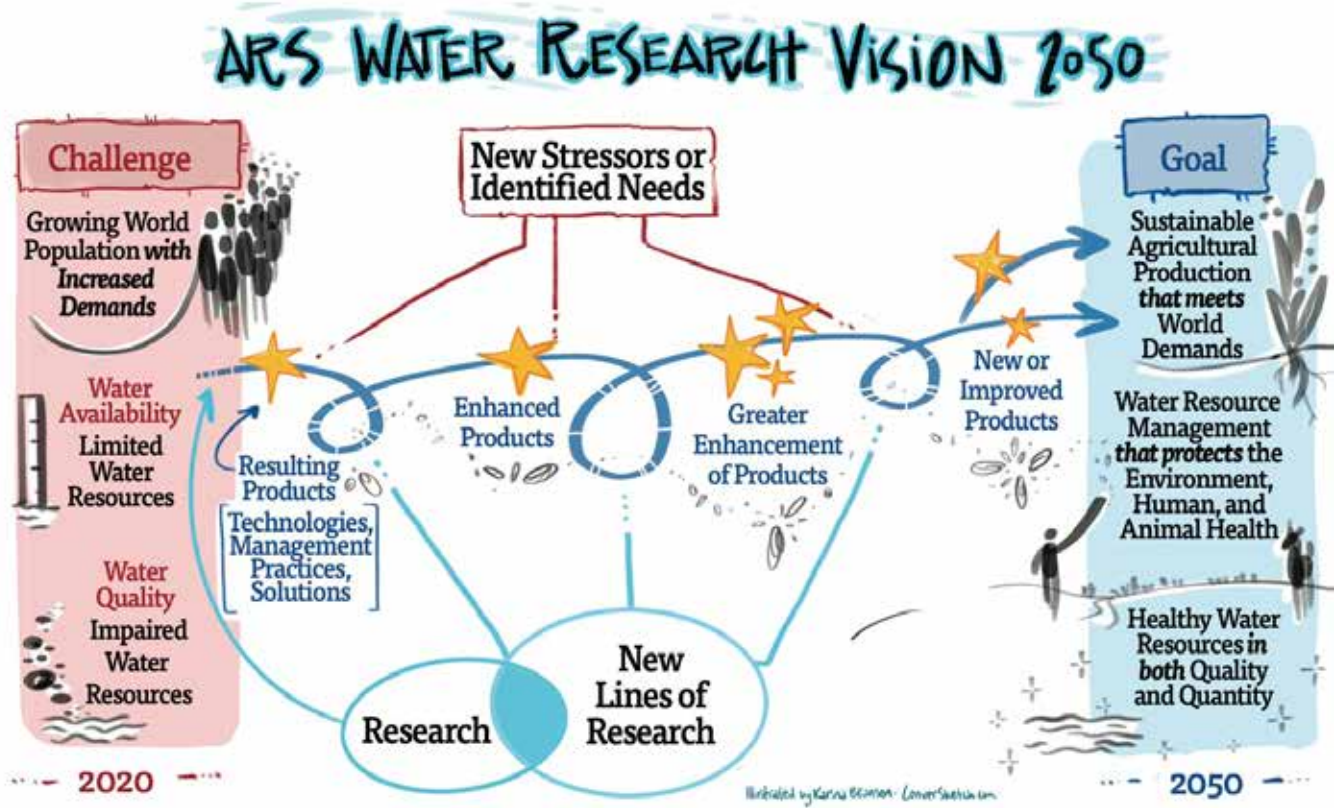 ARS WATER RESEARCH VISION 2050
Challenge
Growing World
Population with
Increased
Demands
Water
Availability
Limited
Water
Resources
Water
Quality
Impaired
Water
Resources
2020
New Stressors or
Identified Needs
Resulting
Products
Technologies,
Management
Practices,
Solutions
Enhanced
Products
Greater
Enhancement
of Products
New or
Improved
Products
Research
New
Lines of
Research
Goal
Sustainable
Agricultural
Production
that meets
World
Demands
Water Resource
Management
that protects the
Environment,
Human, and
Animal Health
Healthy Water
Resources in
both Quality
and Quantity
2050
Illustrated by Karina